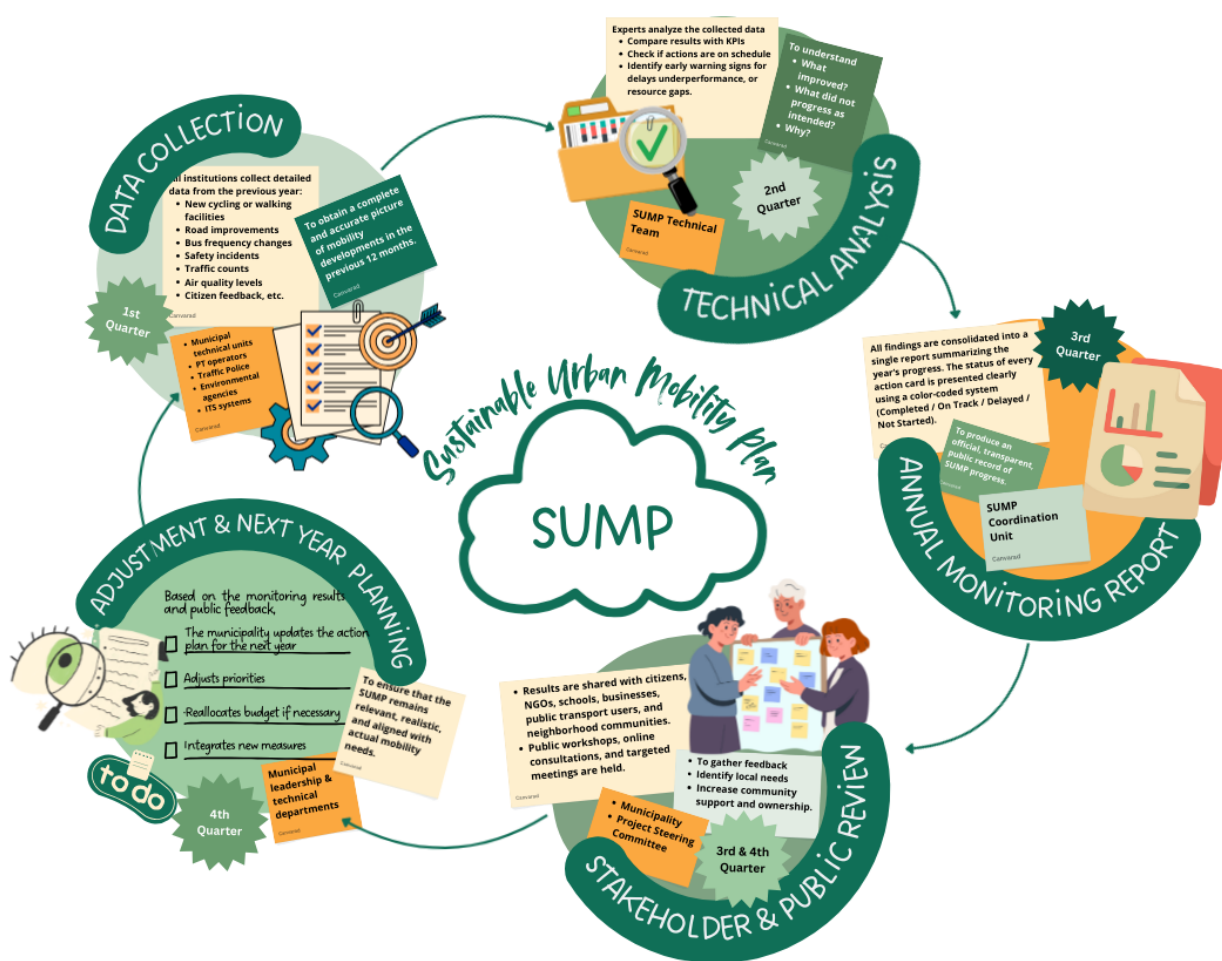 DATA COLLECTION
All institutions collect detailed
data from the previous year:
• New cycling or walking
facilities
• Road improvements
• Bus frequency changes
• Safety incidents
• Traffic counts
• Air quality levels
• Citizen feedback, etc.
Canvarad
To obtain a complete
and accurate picture
of mobility
developments in the
previous 12 months.
Canvarad
1st
Quarter
• Municipal
technical units
• PT operators
• Traffic Police
• Environmental
agencies
• ITS systems
Canvarad
Experts analyze the collected data
• Compare results with KPIs
• Check if actions are on schedule
• Identify early warning signs for
delays underperformance, or
resource gaps.
To understand
• What
improved?
• What did not
progress as
intended?
• Why?
Canvarad
2nd
Quarter
SUMP Technical
Team
Canvarad
TECHNICAL ANALYSIS
3rd
Quarter
All findings are consolidated into a
single report summarizing the
year's progress. The status of every
action card is presented clearly
using a color-coded system
(Completed / On Track / Delayed /
Not Started).
To produce an
official, transparent,
public record of
SUMP progress.
Canvarad
SUMP
Coordination
Unit
Canvarad
ANNUAL MONITORING REPORT
Sustainable Urban Mobility Plan
SUMP
• Results are shared with citizens,
NGOs, schools, businesses,
public transport users, and
neighborhood communities.
• Public workshops, online
consultations, and targeted
meetings are held.
Canvarad
• To gather feedback
• Identify local needs
• Increase community
support and ownership.
• Municipality
• Project Steering
Committee
Canvarad
3rd & 4th
Quarter
STAKEHOLDER & PUBLIC REVIEW
ADJUSTMENT & NEXT YEAR PLANNING
Based on the monitoring results
and public feedback,
The municipality updates the action
plan for the next year
Adjusts priorities
Reallocates budget if necessary
Integrates new measures
To ensure that the
SUMP remains
relevant, realistic,
and aligned with
actual mobility
needs.
Canvarad
to do
4th
Quarter
Municipal
leadership &
technical
departments
Canvarad